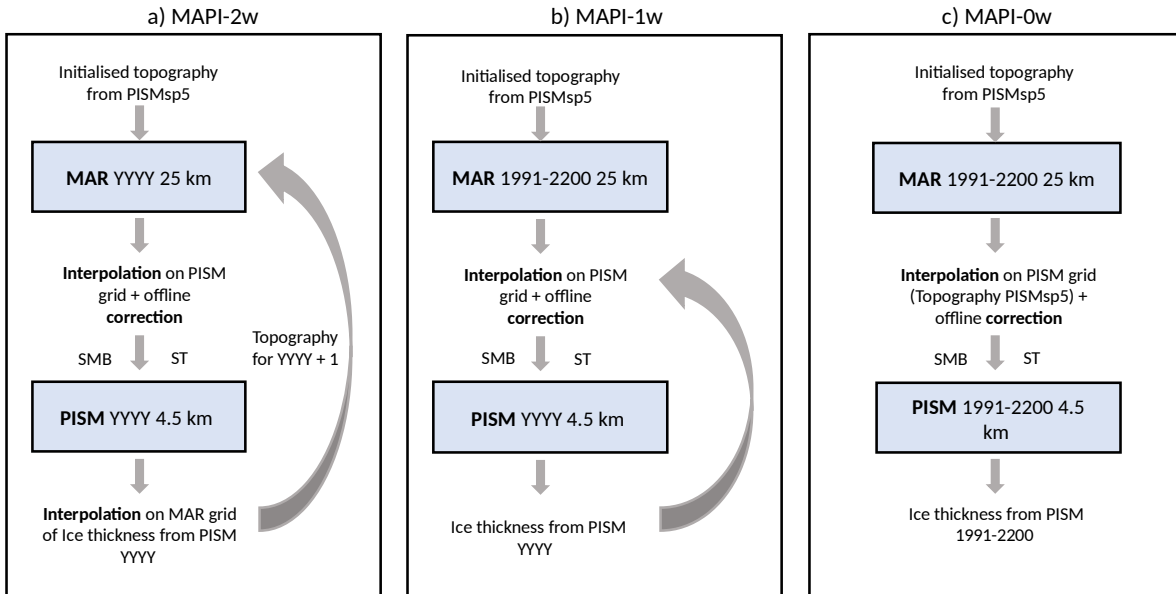 a) MAPI-2w
Initialised topography
from PISMsp5
MAR YYYY 25 km
Interpolation on PISM
grid + offline
correction
SMB ST
Topography
for YYYY + 1
PISM YYYY 4.5 km
Interpolation on MAR grid
of Ice thickness from PISM
YYYY
b) MAPI-1w
Initialised topography
from PISMsp5
MAR 1991-2200 25 km
Interpolation on PISM
grid + offline
correction
SMB ST
PISM YYYY 4.5 km
Ice thickness from PISM
YYYY
c) MAPI-0w
Initialised topography
from PISMsp5
MAR 1991-2200 25 km
Interpolation on PISM grid
(Topography PISMsp5) +
offline correction
SMB ST
PISM 1991-2200 4.5
km
Ice thickness from PISM
1991-2200